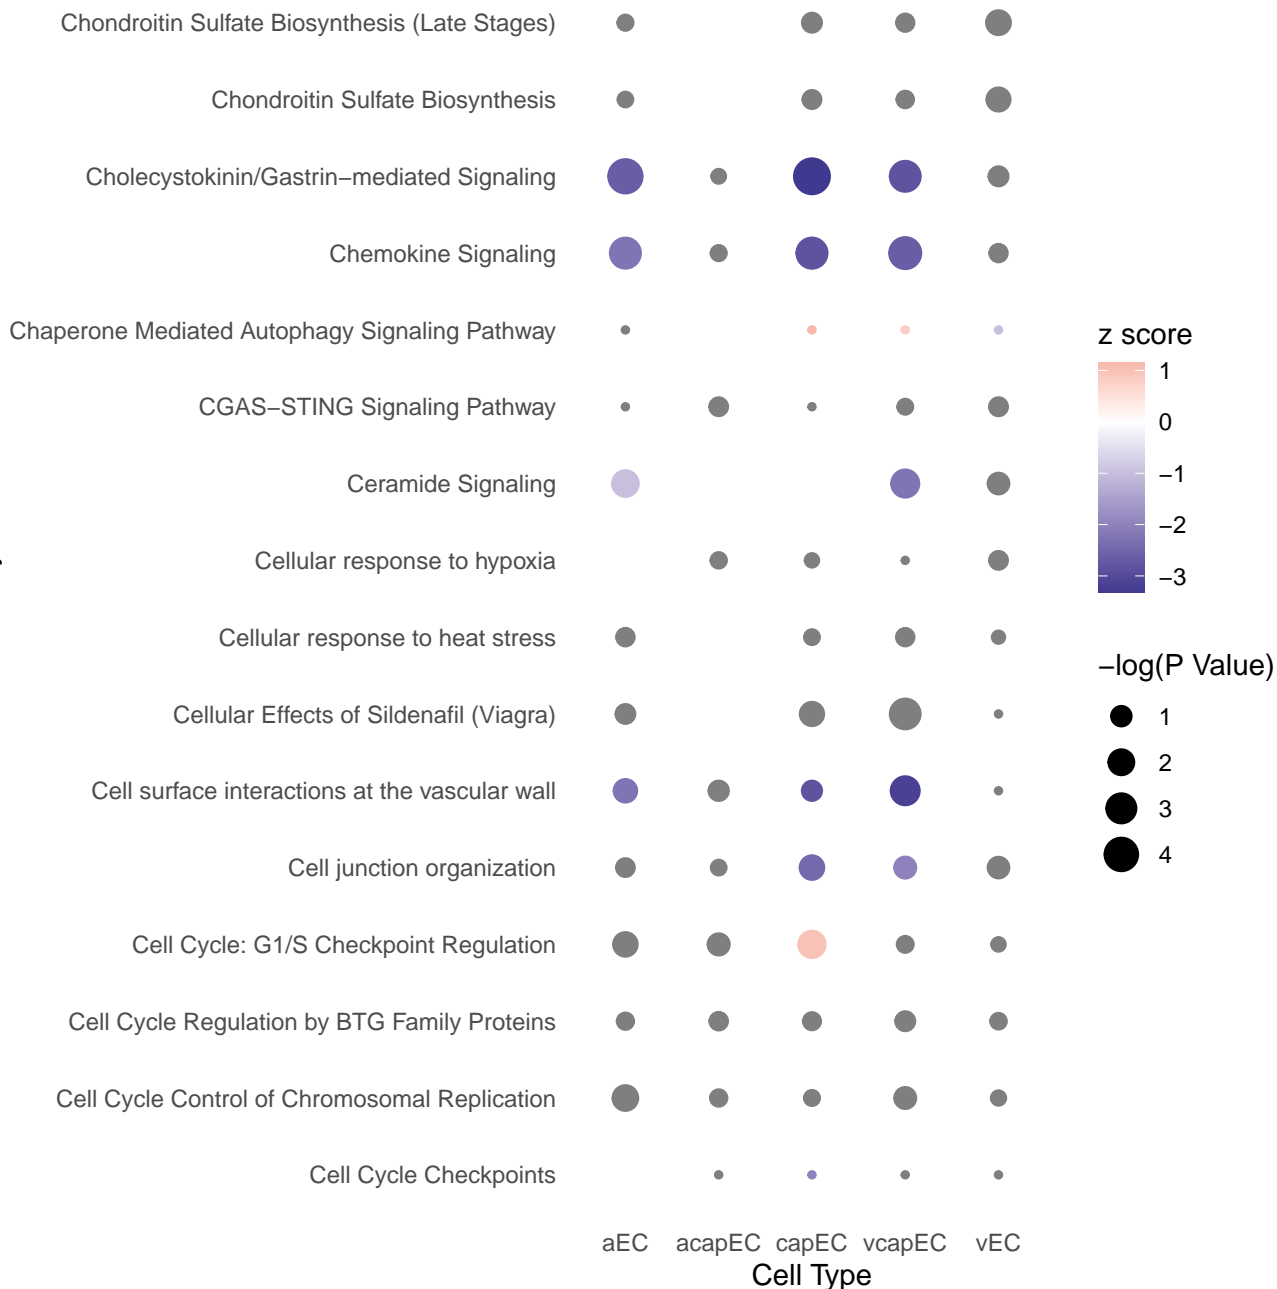 Chondroitin Sulfate Biosynthesis (Late Stages)
Chondroitin Sulfate Biosynthesis
Cholecystokinin/Gastrin−mediated Signaling
Chemokine Signaling
Chaperone Mediated Autophagy Signaling Pathway
CGAS−STING Signaling Pathway
Ceramide Signaling
Cellular response to hypoxia
Cellular response to heat stress
Cellular Effects of Sildenafil (Viagra)
Cell surface interactions at the vascular wall
Cell junction organization
Cell Cycle: G1/S Checkpoint Regulation
Cell Cycle Regulation by BTG Family Proteins
Cell Cycle Control of Chromosomal Replication
Cell Cycle Checkpoints
aEC acapEC capEC vcapEC vEC
Cell Type
z score
1
0
−1
−2
−3
−log(P Value)
1
2
3
4